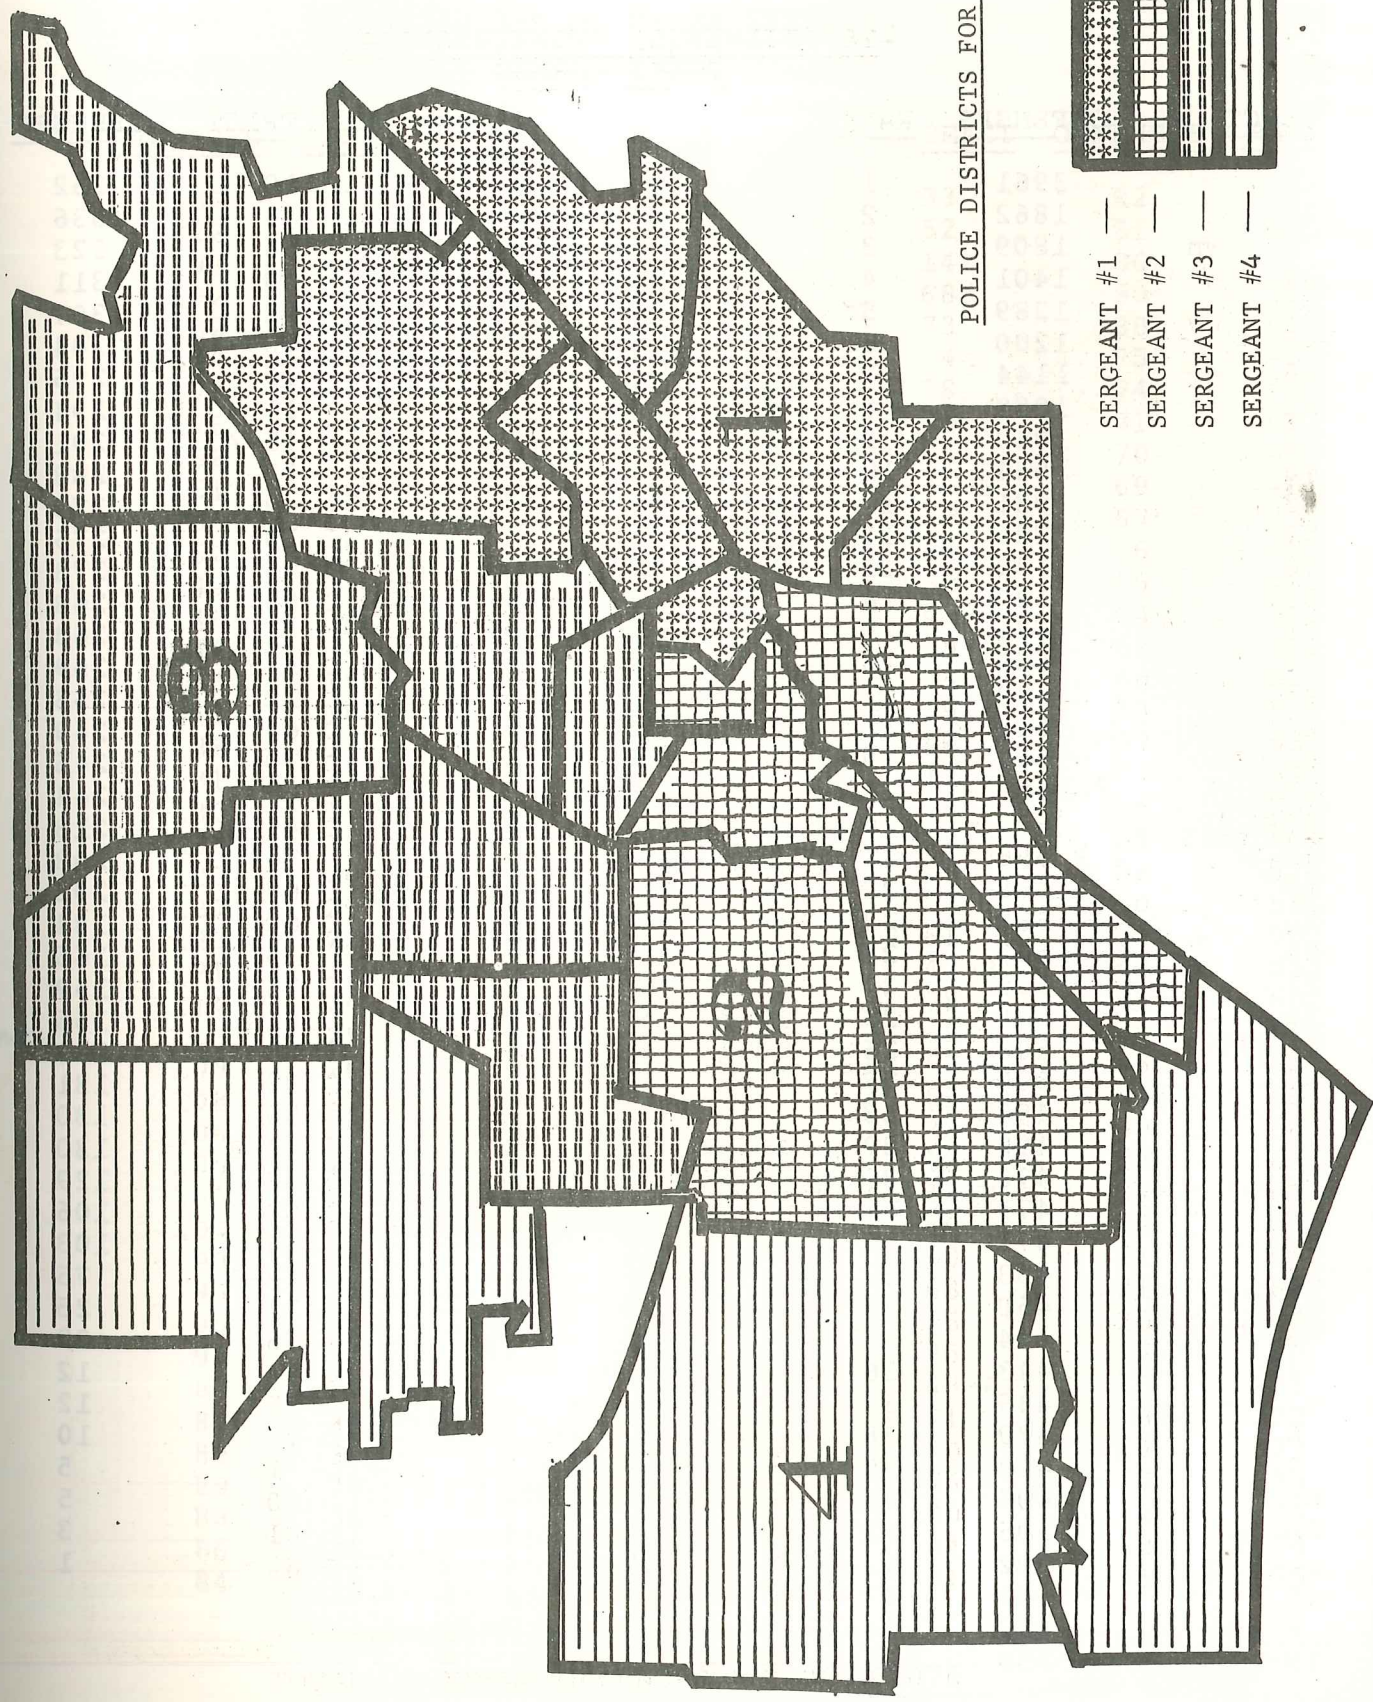 POLICE DISTRICTS FOR
SERGEANT #1 —
SERGEANT #2 —
SERGEANT #3 —
SERGEANT #4 —
3
1
2
4